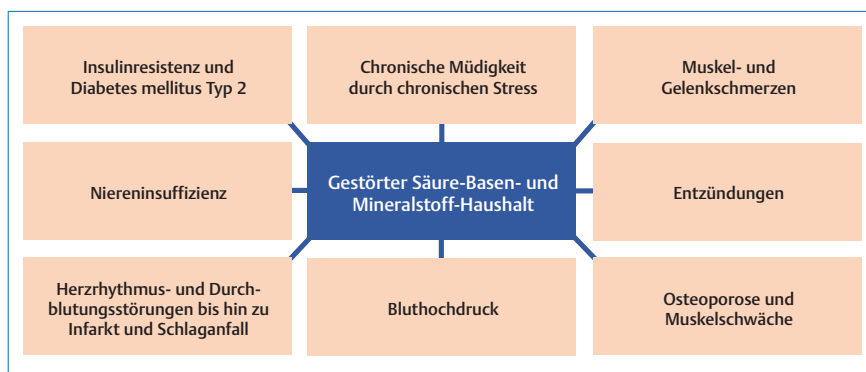 Insulinresistenz und
Diabetes mellitus Typ 2
Chronische Müdigkeit
durch chronischen Stress
Muskel- und
Gelenkschmerzen
Niereninsuffizienz
Gestörter Säure-Basen- und
Mineralstoff-Haushalt
Entzündungen
Herzrhythmus- und Durch-
blutungsstörungen bis hin zu
Infarkt und Schlaganfall
Bluthochdruck
Osteoporose und
Muskelschwäche